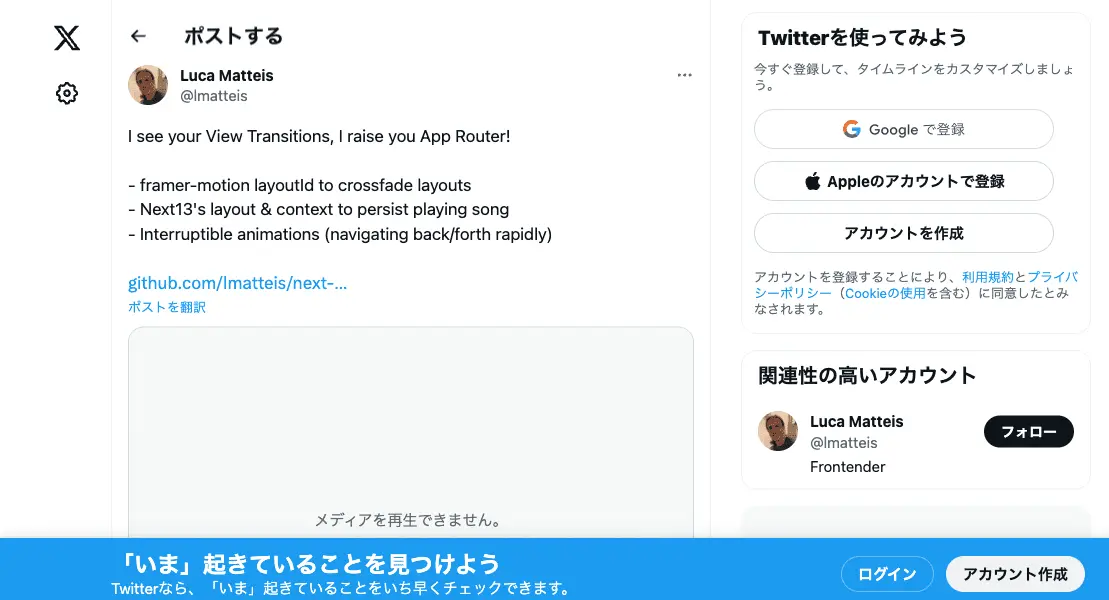 ポストする
Luca Matteis
@lmatteis
I see your View Transitions, I raise you App Router!
- framer-motion layoutId to crossfade layouts
- Next13's layout & context to persist playing song
- Interruptible animations (navigating back/forth rapidly)
github.com/lmatteis/next-...
ポストを翻訳
メディアを再生できません。
Twitterを使ってみよう
今すぐ登録して、タイムラインをカスタマイズしましょ
う。
Google で登録
Appleのアカウントで登録
アカウントを作成
アカウントを登録することにより、利用規約とプライバ
シーポリシー（Cookieの使用を含む）に同意したとみ
なされます。
関連性の高いアカウント
Luca Matteis
@lmatteis
フォロー
Frontender
「いま」起きていることを見つけよう
Twitterなら、「いま」起きていることをいち早くチェックできます。
ログイン
アカウント作成